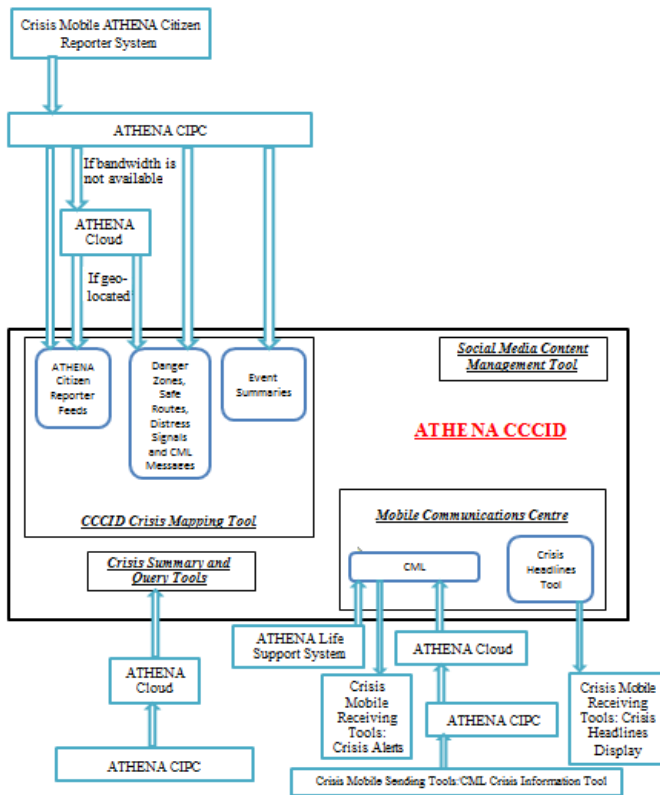 Crisis Mobile ATHENA Citizen
Reporter System
ATHENA CIPC
If bandwidth is
not available
ATHENA
Cloud
If geo-
located
ATHENA
Citizen
Reporter
Feeds
Danger
Zones,
Safe
Routes,
Distress
Signals
and CML
Messages
Event
Summaries
Social Media Content
Management Tool
ATHENA CCCID
CCCID Crisis Mapping Tool
Mobile Communications Centre
Crisis Summary and
Query Tools
CML
Crisis
Headlines
Tool
ATHENA Life
Support System
ATHENA Cloud
ATHENA
Cloud
Crisis
Mobile
Receiving
Tools:
Crisis Alerts
ATHENA CIPC
Crisis Mobile
Receiving
Tools: Crisis
Headlines
Display
ATHENA CIPC
Crisis Mobile Sending Tools: CML Crisis Information Tool